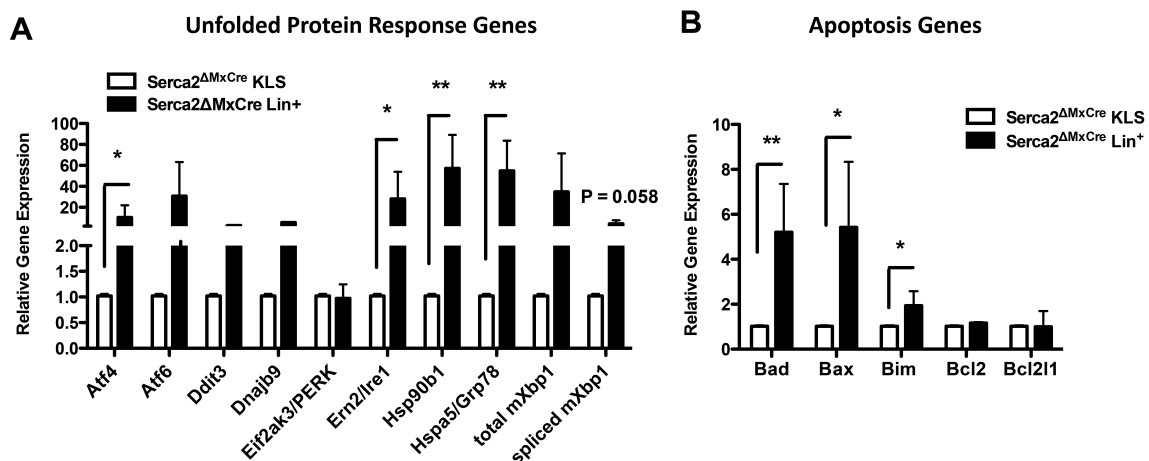 A
Unfolded Protein Response Genes
Serca2ΔMxCre KLS
Serca2ΔMxCre Lin+
Relative Gene Expression
100
80
60
40
20
2.0
1.5
1.0
0.5
0.0
*
*
**
**
P = 0.058
Atf4
Atf6
Ddit3
Dnajb9
Eif2ak3/PERK
Ern2/Ire1
Hsp90b1
Hspa5/Grp78
total mXbp1
spliced mXbp1
B
Apoptosis Genes
Serca2ΔMxCre KLS
Serca2ΔMxCre Lin+
Relative Gene Expression
10
8
6
4
2
0
**
*
*
Bad
Bax
Bim
Bcl2
Bcl2l1